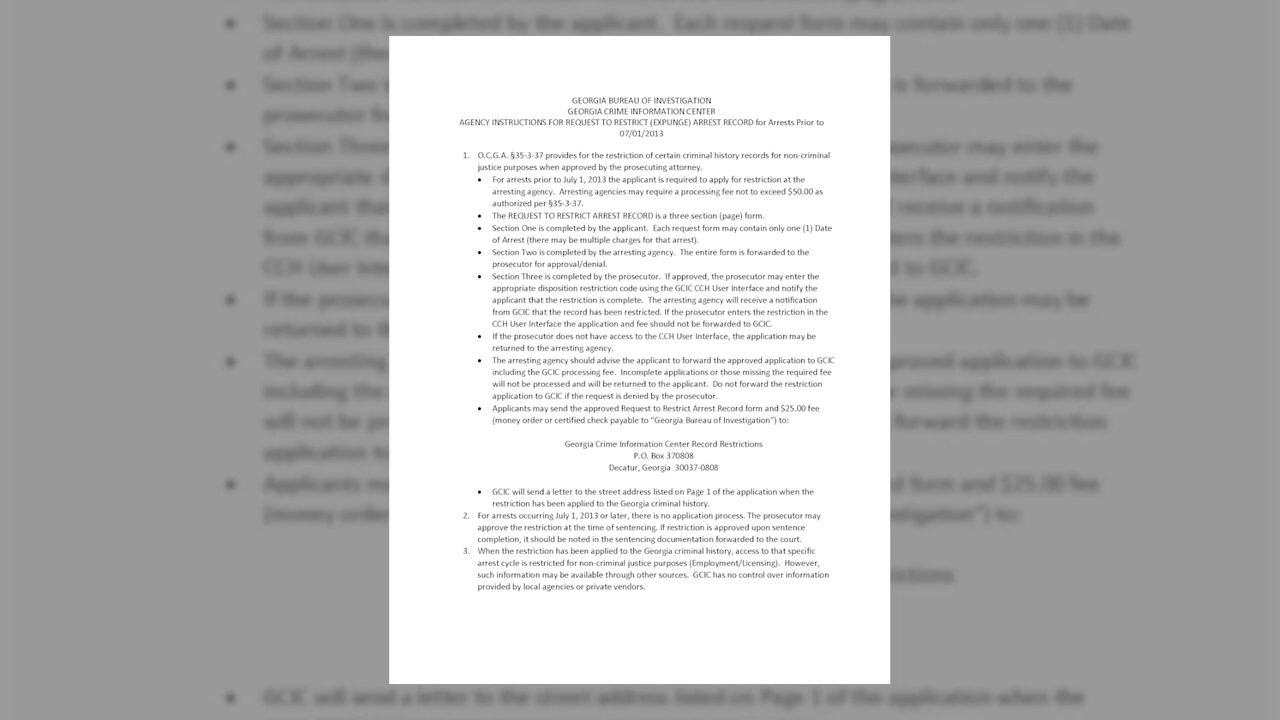 GEORGIA BUREAU OF INVESTIGATION
GEORGIA CRIME INFORMATION CENTER
AGENCY INSTRUCTIONS FOR REQUEST TO RESTRICT (EXPUNGE) ARREST RECORD for Arrests Prior to
07/01/2013
1. O.C.G.A. §35-3-37 provides for the restriction of certain criminal history records for non-criminal
justice purposes when approved by the prosecuting attorney.
• For arrests prior to July 1, 2013 the applicant is required to apply for restriction at the
arresting agency. Arresting agencies may require a processing fee not to exceed $50.00 as
authorized per §35-3-37.
• The REQUEST TO RESTRICT ARREST RECORD is a three section (page) form.
• Section One is completed by the applicant. Each request form may contain only one (1) Date
of Arrest (there may be multiple charges for that arrest).
• Section Two is completed by the arresting agency. The entire form is forwarded to the
prosecutor for approval/denial.
• Section Three is completed by the prosecutor. If approved, the prosecutor may enter the
appropriate disposition restriction code using the GCIC CCH User Interface and notify the
applicant that the restriction is complete. The arresting agency will receive a notification
from GCIC that the record has been restricted. If the prosecutor enters the restriction in the
CCH User Interface the application and fee should not be forwarded to GCIC.
• If the prosecutor does not have access to the CCH User Interface, the application may be
returned to the arresting agency.
• The arresting agency should advise the applicant to forward the approved application to GCIC
including the GCIC processing fee. Incomplete applications or those missing the required fee
will not be processed and will be returned to the applicant. Do not forward the restriction
application to GCIC if the request is denied by the prosecutor.
• Applicants may send the approved Request to Restrict Arrest Record form and $25.00 fee
(money order or certified check payable to "Georgia Bureau of Investigation") to:
Georgia Crime Information Center Record Restrictions
P.O. Box 370808
Decatur, Georgia 30037-0808
• GCIC will send a letter to the street address listed on Page 1 of the application when the
restriction has been applied to the Georgia criminal history.
2. For arrests occurring July 1, 2013 or later, there is no application process. The prosecutor may
approve the restriction at the time of sentencing. If restriction is approved upon sentence
completion, it should be noted in the sentencing documentation forwarded to the court.
3. When the restriction has been applied to the Georgia criminal history, access to that specific
arrest cycle is restricted for non-criminal justice purposes (Employment/Licensing). However,
such information may be available through other sources. GCIC has no control over information
provided by local agencies or private vendors.